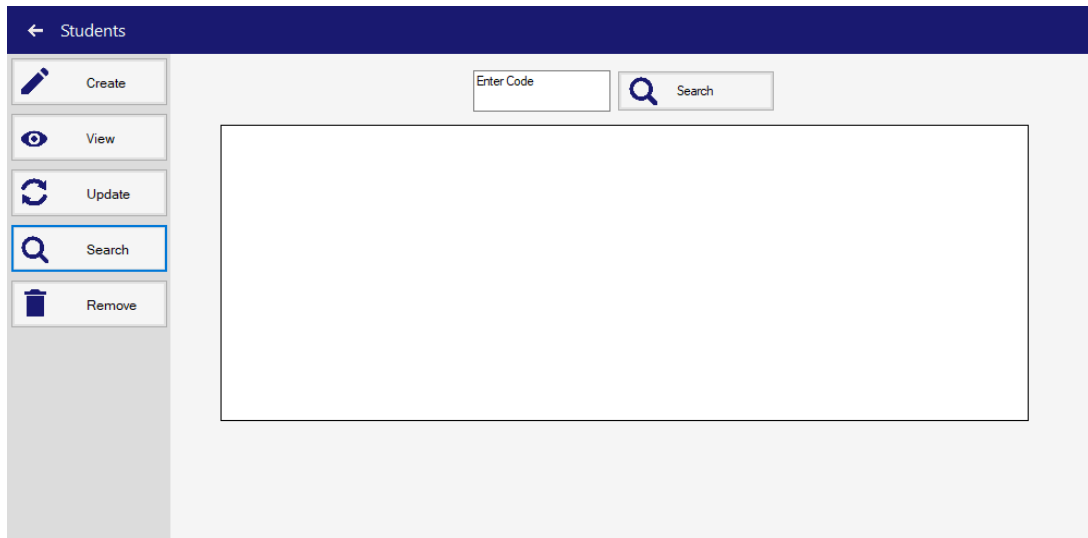 Students
Create
Enter Code
Search
View
Update
Search
Remove